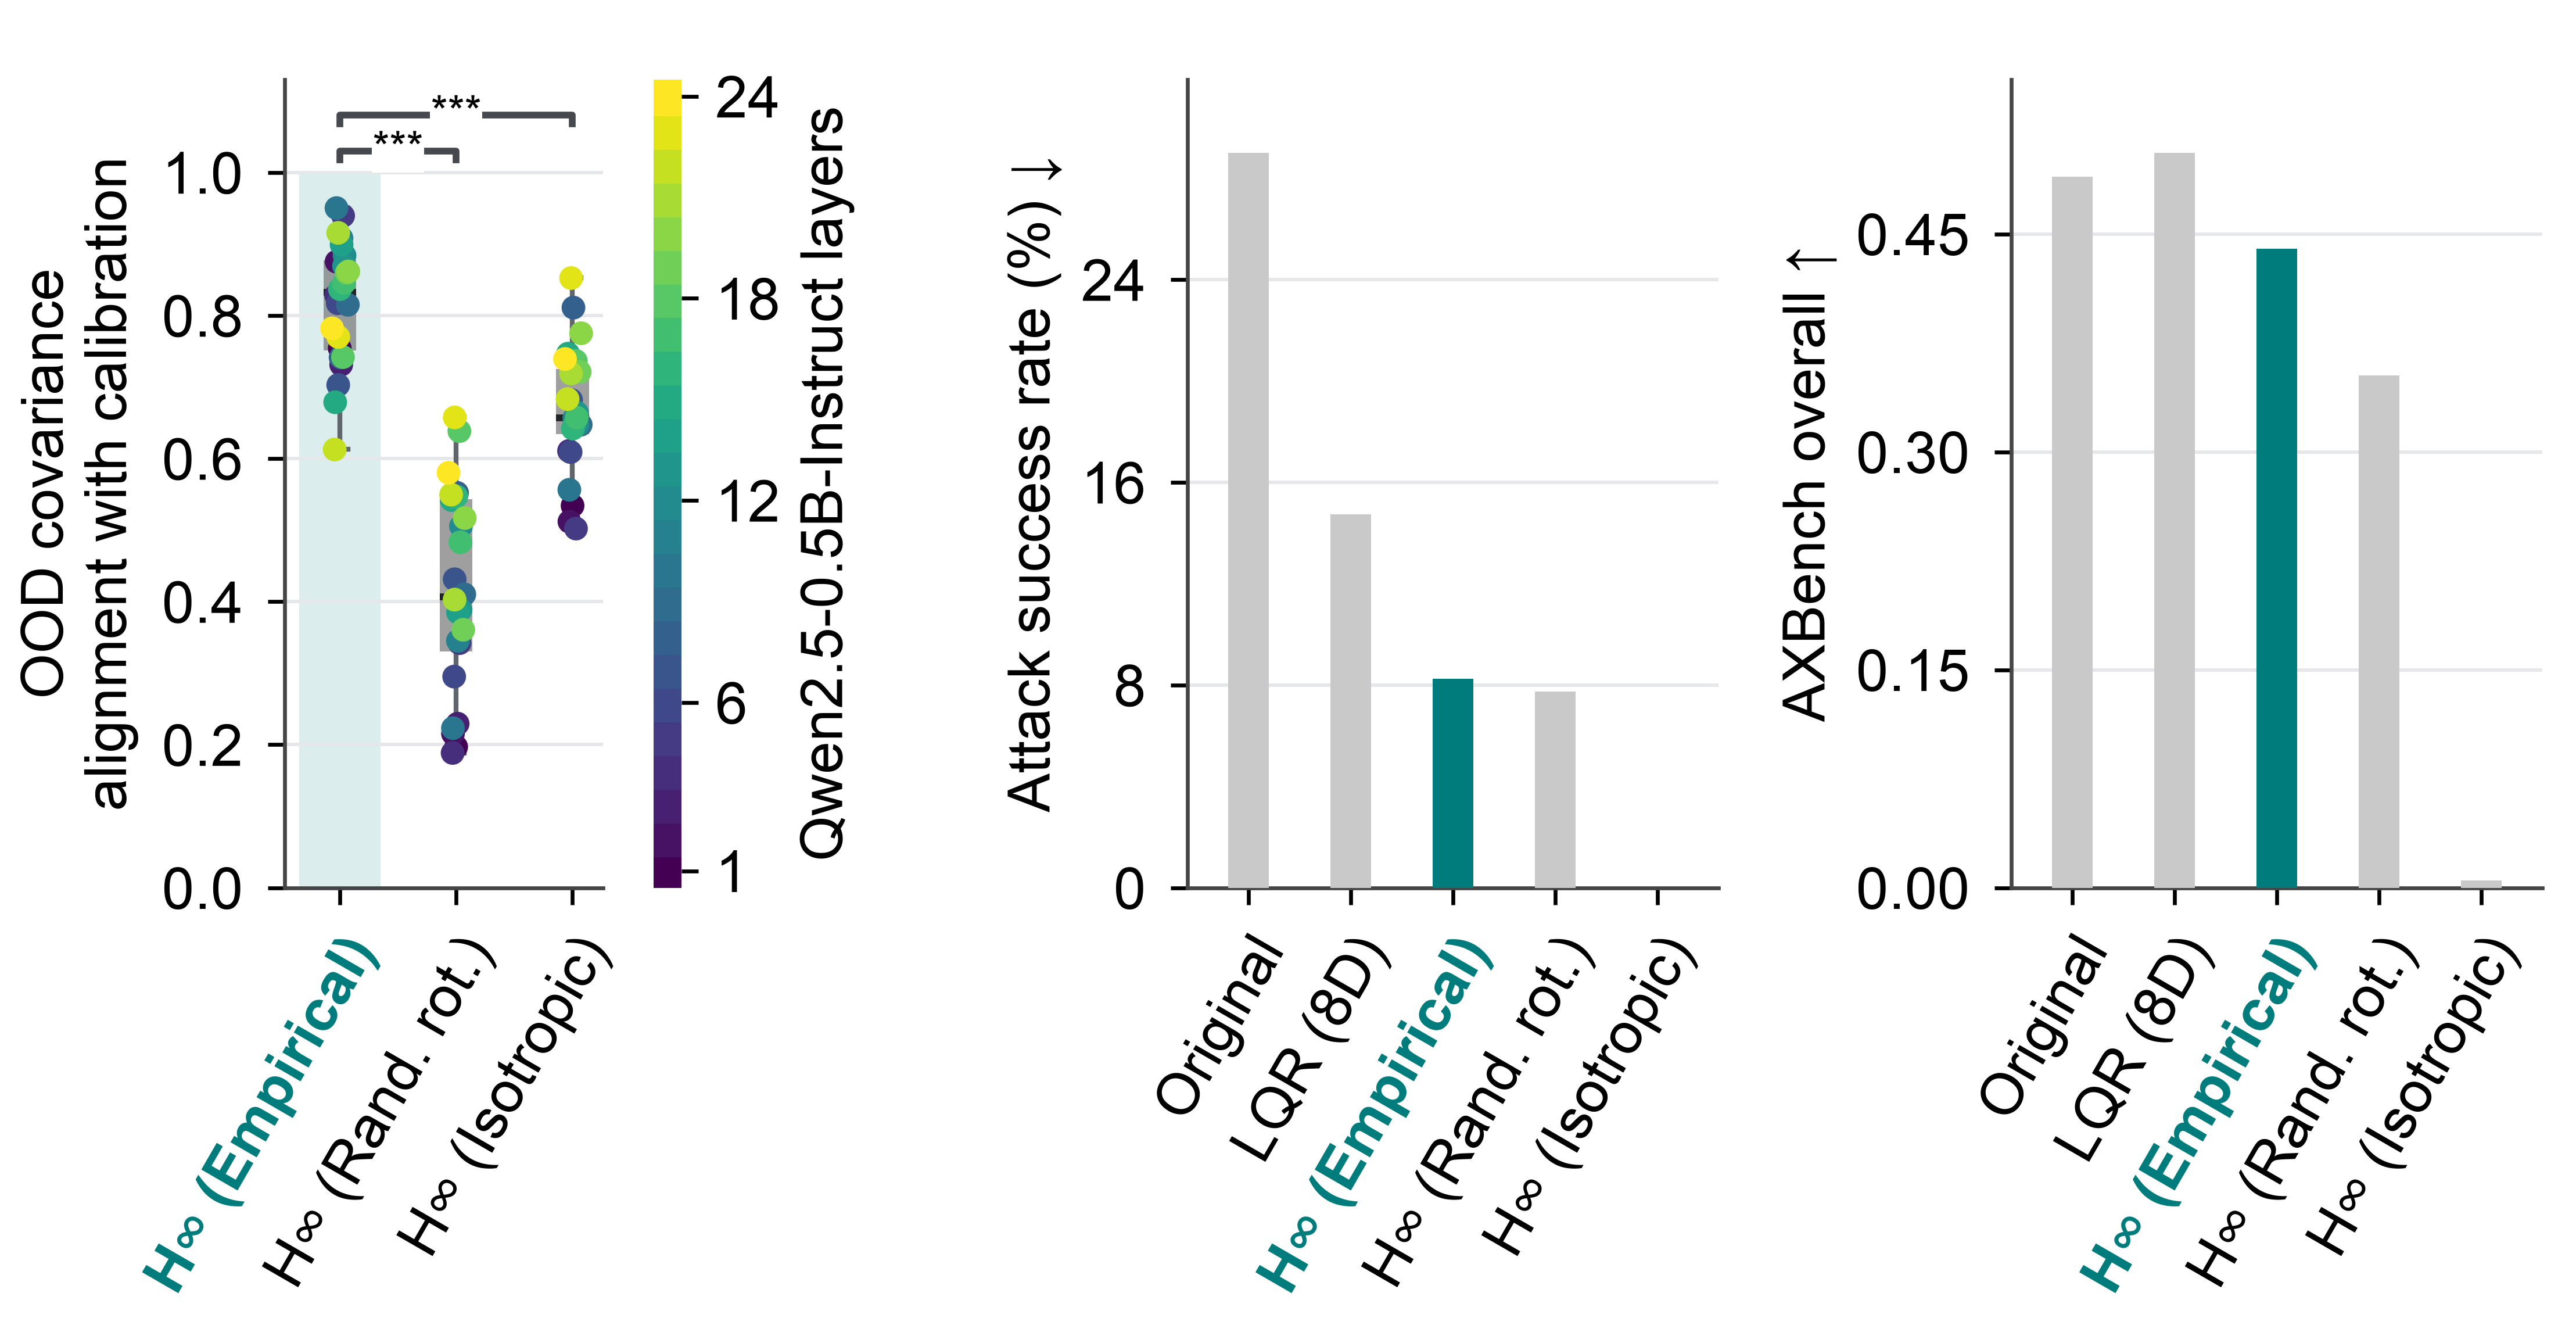 OOD covariance
alignment with calibration
1.0
0.8
0.6
0.4
0.2
0.0
***
***
H∞ (Empirical)
H∞ (Rand. rot.)
H∞ (Isotropic)
24
18
12
6
1
Qwen2.5-0.5B-Instruct layers
Attack success rate (%) ↓
24
16
8
0
Original
LQR (8D)
H∞ (Empirical)
H∞ (Rand. rot.)
H∞ (Isotropic)
AXBench overall ↑
0.45
0.30
0.15
0.00
Original
LQR (8D)
H∞ (Empirical)
H∞ (Rand. rot.)
H∞ (Isotropic)